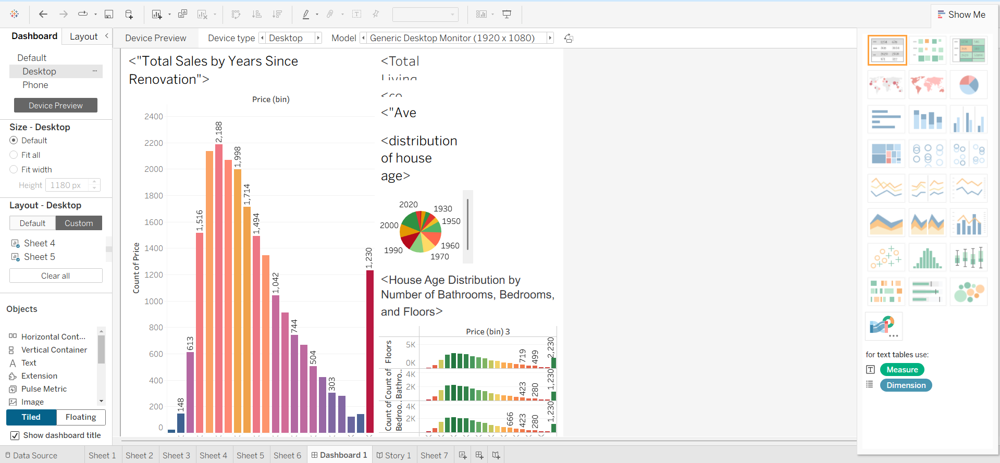 Show Me
Dashboard
Layout
Device Preview
Device type
Desktop
Model
Generic Desktop Monitor (1920 x 1080)
Default
Desktop
Phone
Device Preview
Size - Desktop
Default
Fit all
Fit width
Height
1180 px
Layout - Desktop
Default
Custom
Sheet 4
Sheet 5
Clear all
Objects
Horizontal Cont...
Vertical Container
Text
Extension
Pulse Metric
Image
Tiled
Floating
Show dashboard title
<"Total Sales by Years Since
Renovation">
Price (bin)
Count of Price
2400
2200
2000
1800
1600
1400
1200
1000
800
600
400
200
0
148
613
1,516
2,188
1,998
1,714
1,494
1,042
744
504
303
1,230
<Total
Living
<co
<"Ave
<distribution
of house
age>
2020
1930
1950
2000
1960
1990
1970
<House Age Distribution by
Number of Bathrooms, Bedrooms,
and Floors>
Price (bin) 3
Floors
5K
0K
719
499
2,230
Count of
Bathro..
4K
2K
423
280
1,230
Count of
Bedroo..
4K
2K
666
423
280
1,230
for text tables use:
Measure
Dimension
Data Source
Sheet 1
Sheet 2
Sheet 3
Sheet 4
Sheet 5
Sheet 6
Dashboard 1
Story 1
Sheet 7